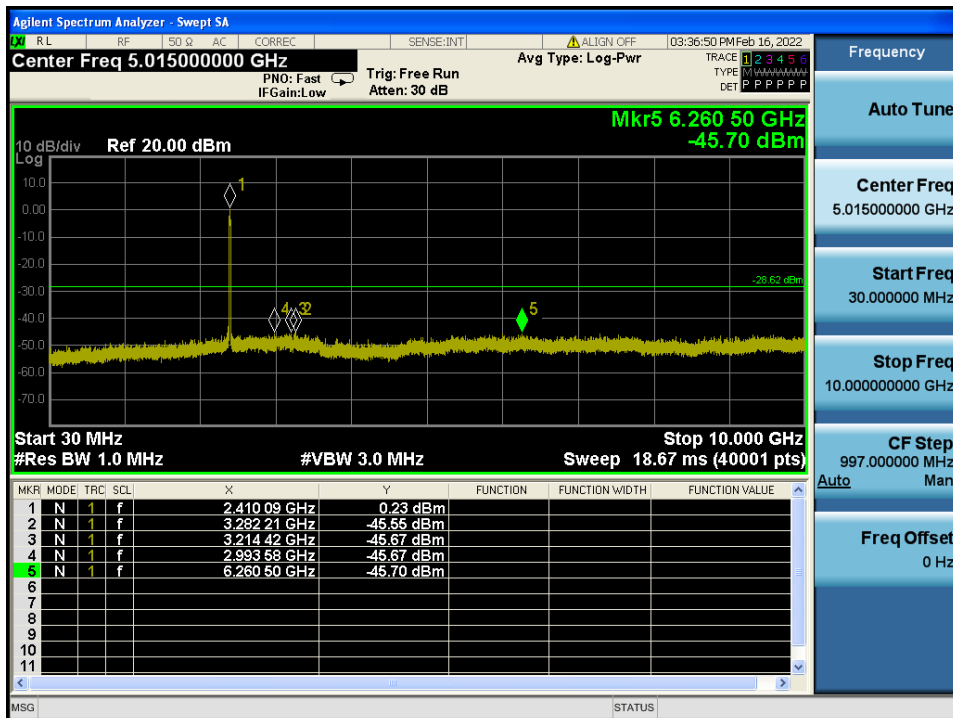 Agilent Spectrum Analyzer - Swept SA
LXI RL RF 50 Ω AC CORREC SENSE:INT ALIGN OFF 03:36:50 PM Feb 16, 2022
Center Freq 5.015000000 GHz
PNO: Fast
IFGain:Low
Trig: Free Run
Atten: 30 dB
Avg Type: Log-Pwr
TRACE 1 2 3 4 5 6
TYPE M WWWWW
DET P P P P P P
Mkr5 6.260 50 GHz
-45.70 dBm
10 dB/div Ref 20.00 dBm
Log
10.0
0.00
-10.0
-20.0
-30.0
-40.0
-50.0
-60.0
-70.0
1
4 3 2
5
-28.62 dBm
Start 30 MHz Stop 10.000 GHz
#Res BW 1.0 MHz #VBW 3.0 MHz Sweep 18.67 ms (40001 pts)
MKR MODE TRC SCL X Y FUNCTION FUNCTION WIDTH FUNCTION VALUE
1 N 1 f 2.410 09 GHz 0.23 dBm
2 N 1 f 3.282 21 GHz -45.55 dBm
3 N 1 f 3.214 42 GHz -45.67 dBm
4 N 1 f 2.993 58 GHz -45.67 dBm
5 N 1 f 6.260 50 GHz -45.70 dBm
6
7
8
9
10
11
MSG STATUS
Frequency
Auto Tune
Center Freq
5.015000000 GHz
Start Freq
30.000000 MHz
Stop Freq
10.000000000 GHz
CF Step
997.000000 MHz
Auto Man
Freq Offset
0 Hz